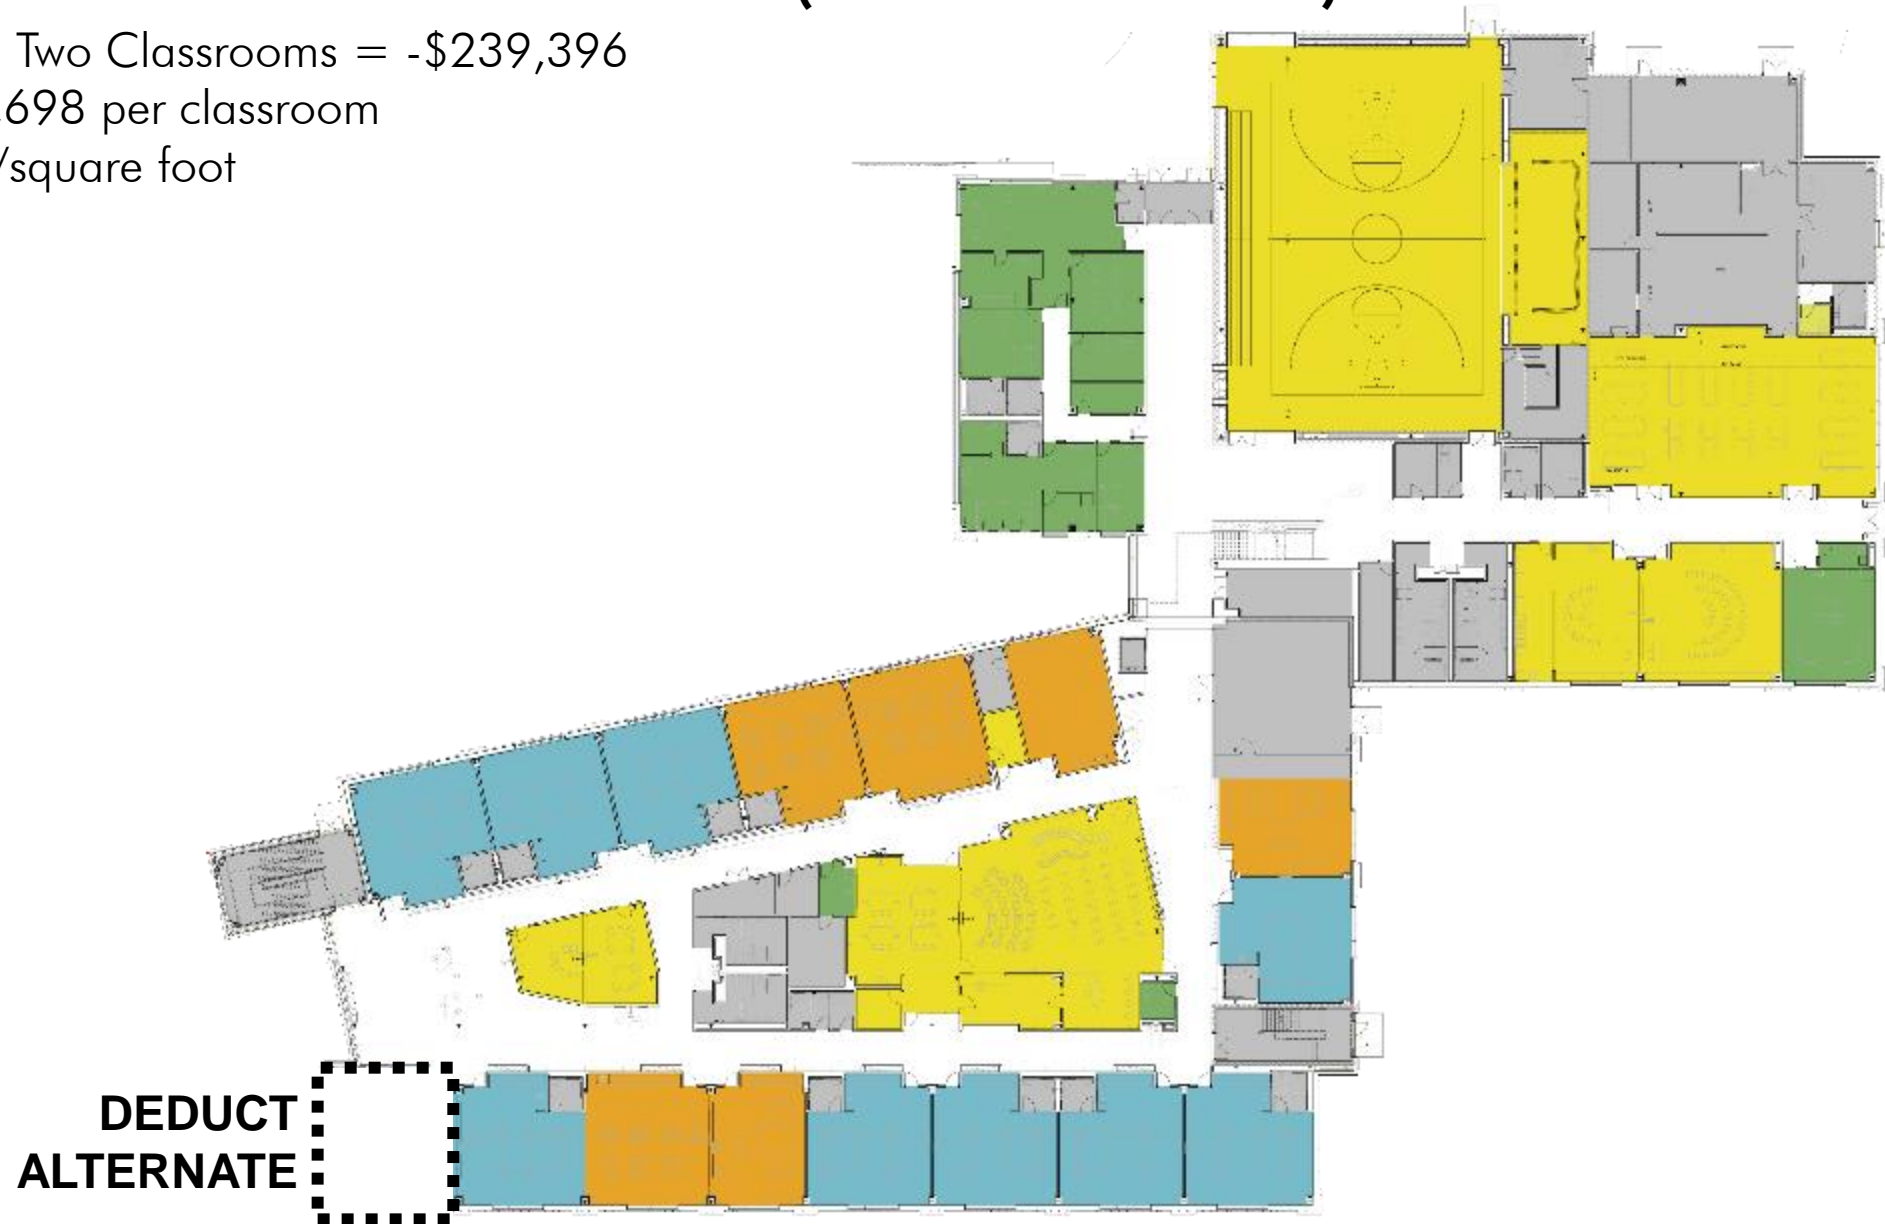 Two Classrooms = -$239,396
698 per classroom
/square foot
DEDUCT
ALTERNATE